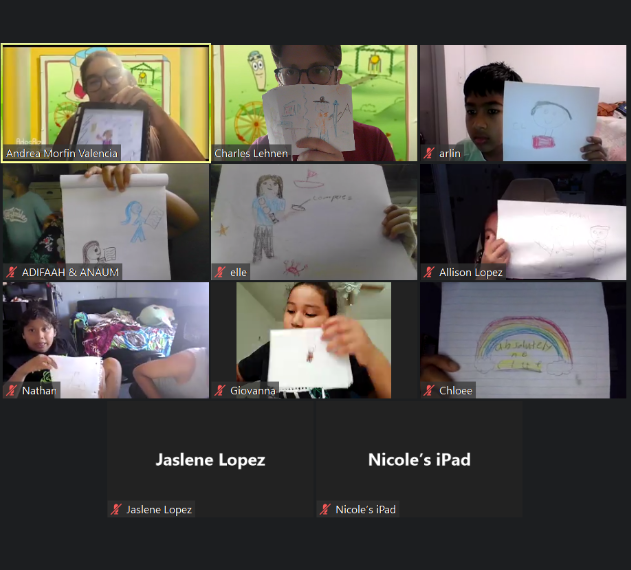 Andrea Morfin Valencia
Charles Lehnen
arlin
ADIFAAH & ANAUM
elle
Allison Lopez
Nathan
Giovanna
Chloee
absolutely
Jaslene Lopez
Nicole's iPad
Jaslene Lopez
Nicole's iPad